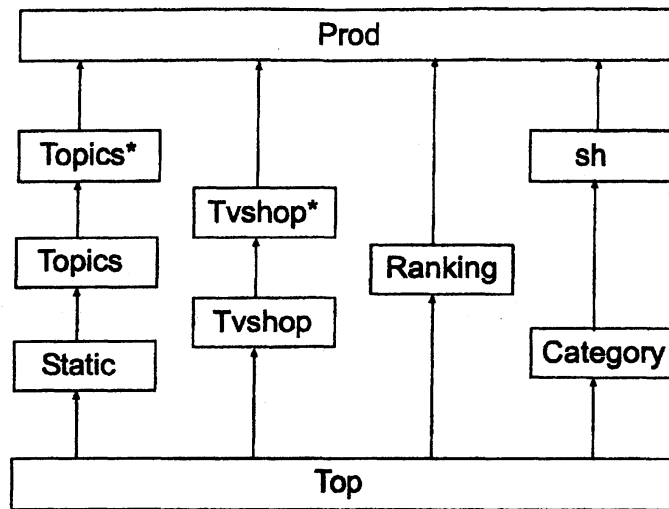 Prod
Topics*
sh
Tvshop*
Topics
Ranking
Tvshop
Static
Category
Top